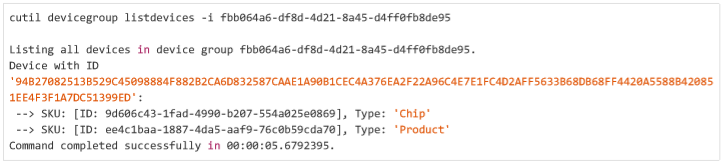 cutil devicegroup listdevices -i fbb064a6-df8d-4d21-8a45-d4ff0fb8de95
Listing all devices in device group fbb064a6-df8d-4d21-8a45-d4ff0fb8de95.
Device with ID
'94B27082513B529C45098884F882B2CA6D832587CAAE1A90B1CEC4A376EA2F22A96C4E7E1FC4D2AFF5633B68DB68FF4420A5588B42085
1EE4F3F1A7DC51399ED':
--> SKU: [ID: 9d606c43-1fad-4990-b207-554a025e0869], Type: 'Chip'
--> SKU: [ID: ee4c1baa-1887-4da5-aaf9-76c0b59cda70], Type: 'Product'
Command completed successfully in 00:00:05.6792395.